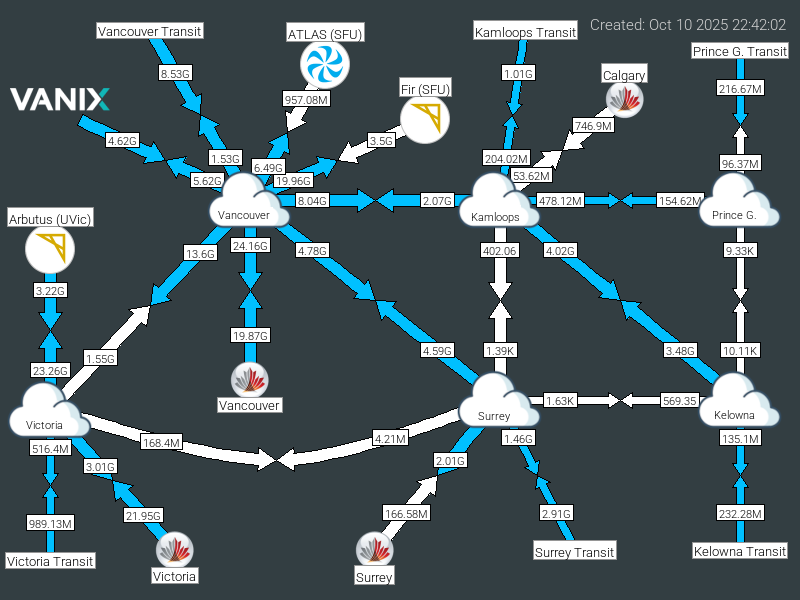 Created: Oct 10 2025 22:42:02
Vancouver Transit
ATLAS (SFU)
Kamloops Transit
Prince G. Transit
8.53G
1.01G
Calgary
216.67M
VANIX
957.08M
Fir (SFU)
746.9M
4.62G
3.5G
1.53G
204.02M
96.37M
6.49G
53.62M
5.62G
19.96G
8.04G
2.07G
478.12M
154.62M
Arbutus (UVic)
Vancouver
Kamloops
Prince G.
13.6G
24.16G
4.78G
402.06
4.02G
9.33K
3.22G
1.55G
19.87G
4.59G
1.39K
3.48G
10.11K
23.26G
Vancouver
1.63K
569.35
Victoria
Surrey
Kelowna
516.4M
168.4M
4.21M
1.46G
135.1M
3.01G
2.01G
989.13M
21.95G
166.58M
2.91G
232.28M
Victoria Transit
Victoria
Surrey
Surrey Transit
Kelowna Transit